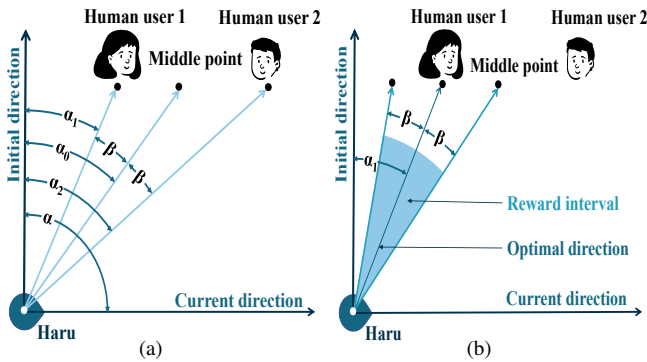 Human user 1
Human user 2
Middle point
Initial direction
α₁
α₀
α₂
α
β
β
Current direction
Haru
(a)
Human user 1
Human user 2
Middle point
Initial direction
β
β
α₁
Reward interval
Optimal direction
Current direction
Haru
(b)